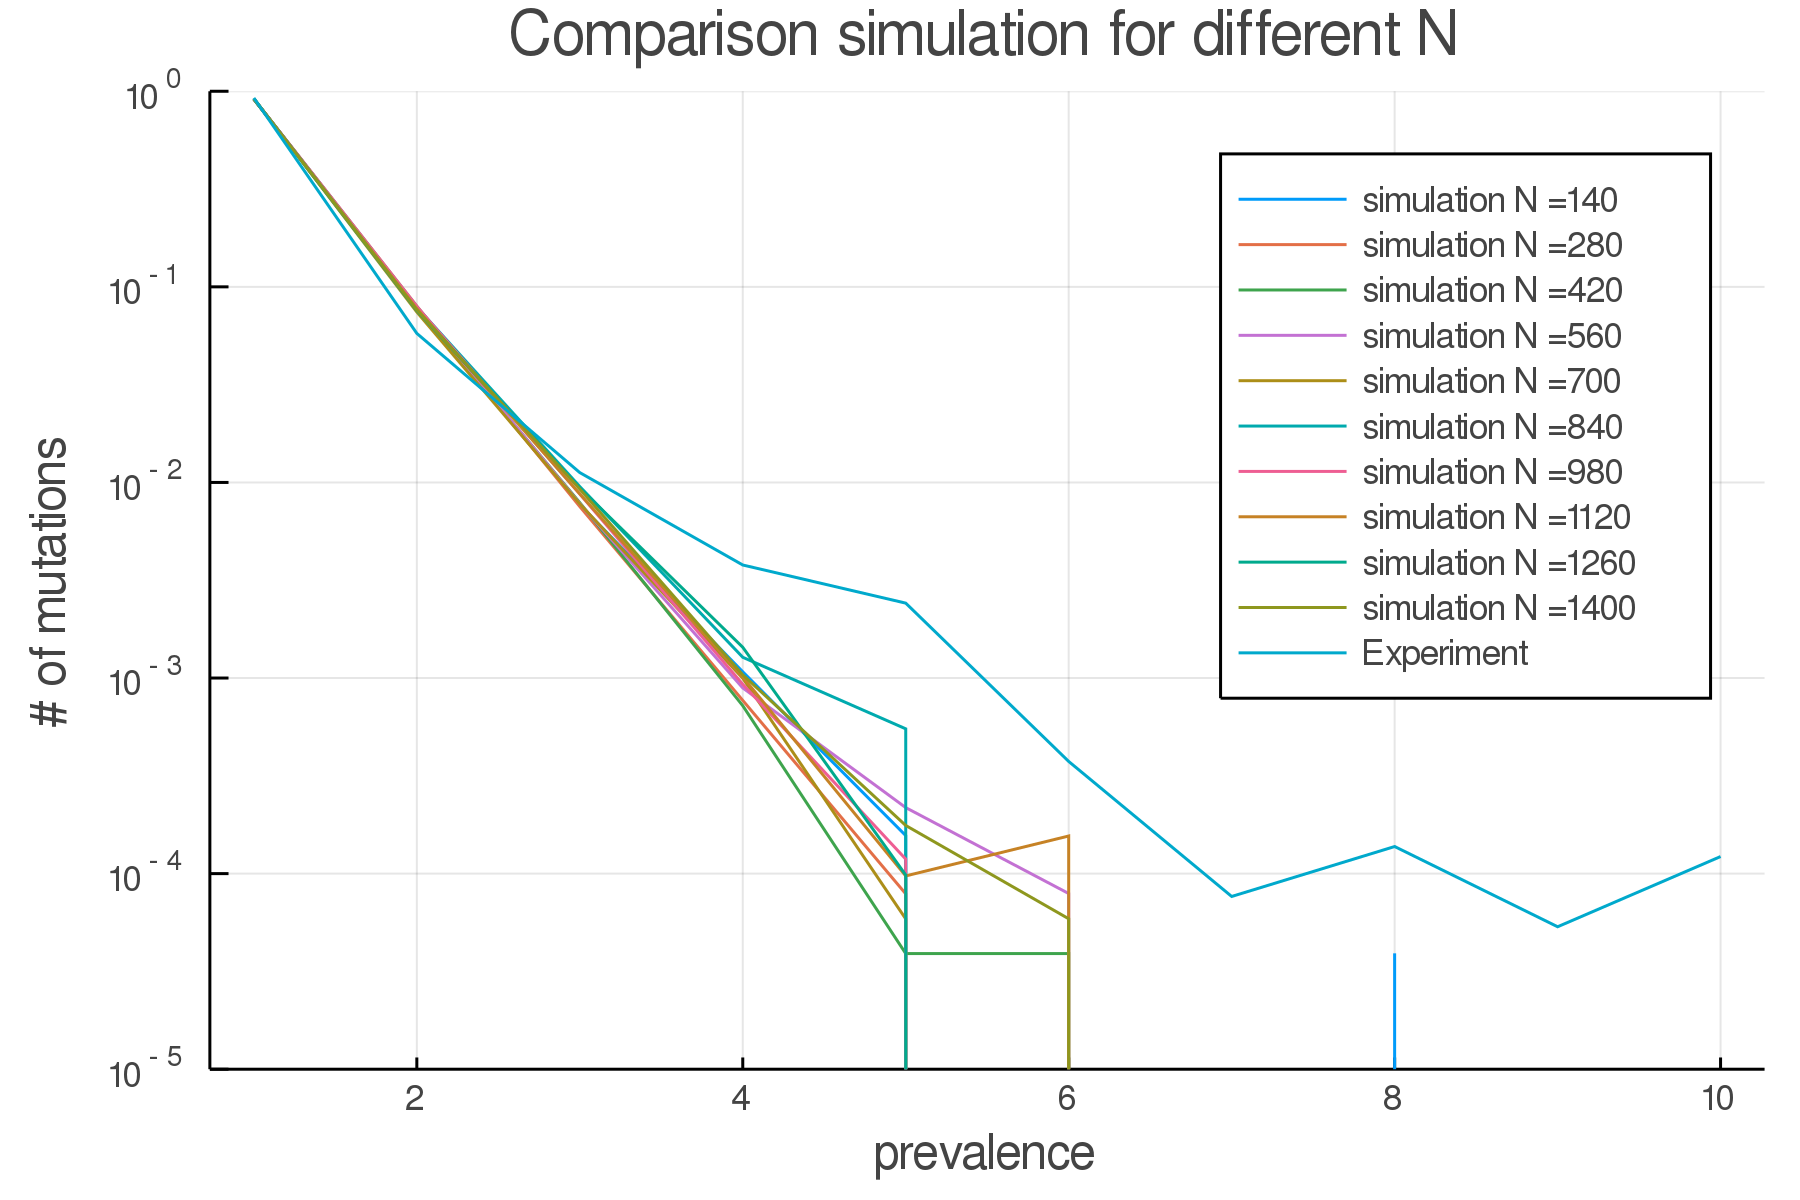 Comparison simulation for different N
10 0
10 - 1
10 - 2
10 - 3
10 - 4
10 - 5
# of mutations
simulation N =140
simulation N =280
simulation N =420
simulation N =560
simulation N =700
simulation N =840
simulation N =980
simulation N =1120
simulation N =1260
simulation N =1400
Experiment
2 4 6 8 10
prevalence